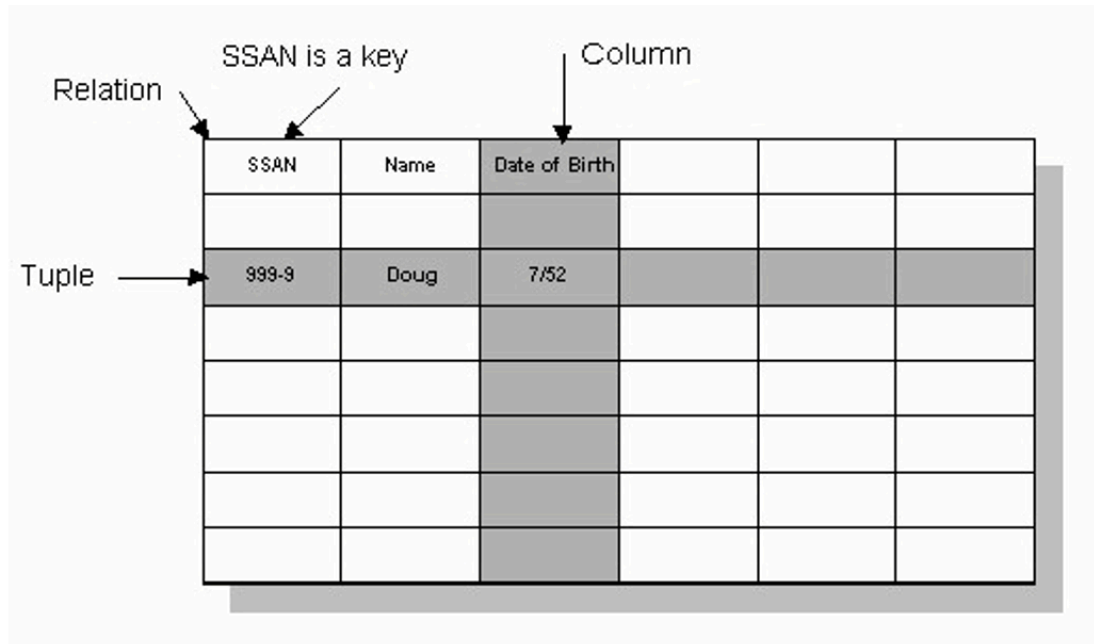 SSAN is a key
Column
Relation
SSAN Name Date of Birth
Tuple 999-9 Doug 7/52